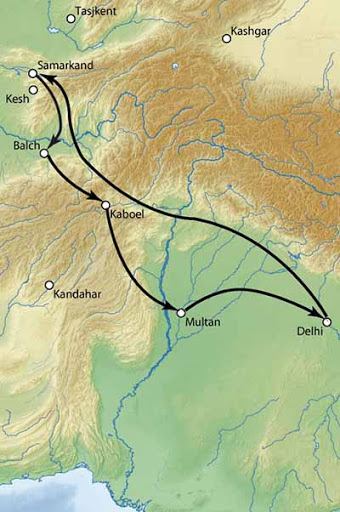 Tasjkent
Kashgar
Samarkand
Kesh
Balch
Kaboel
Kandahar
Multan
Delhi